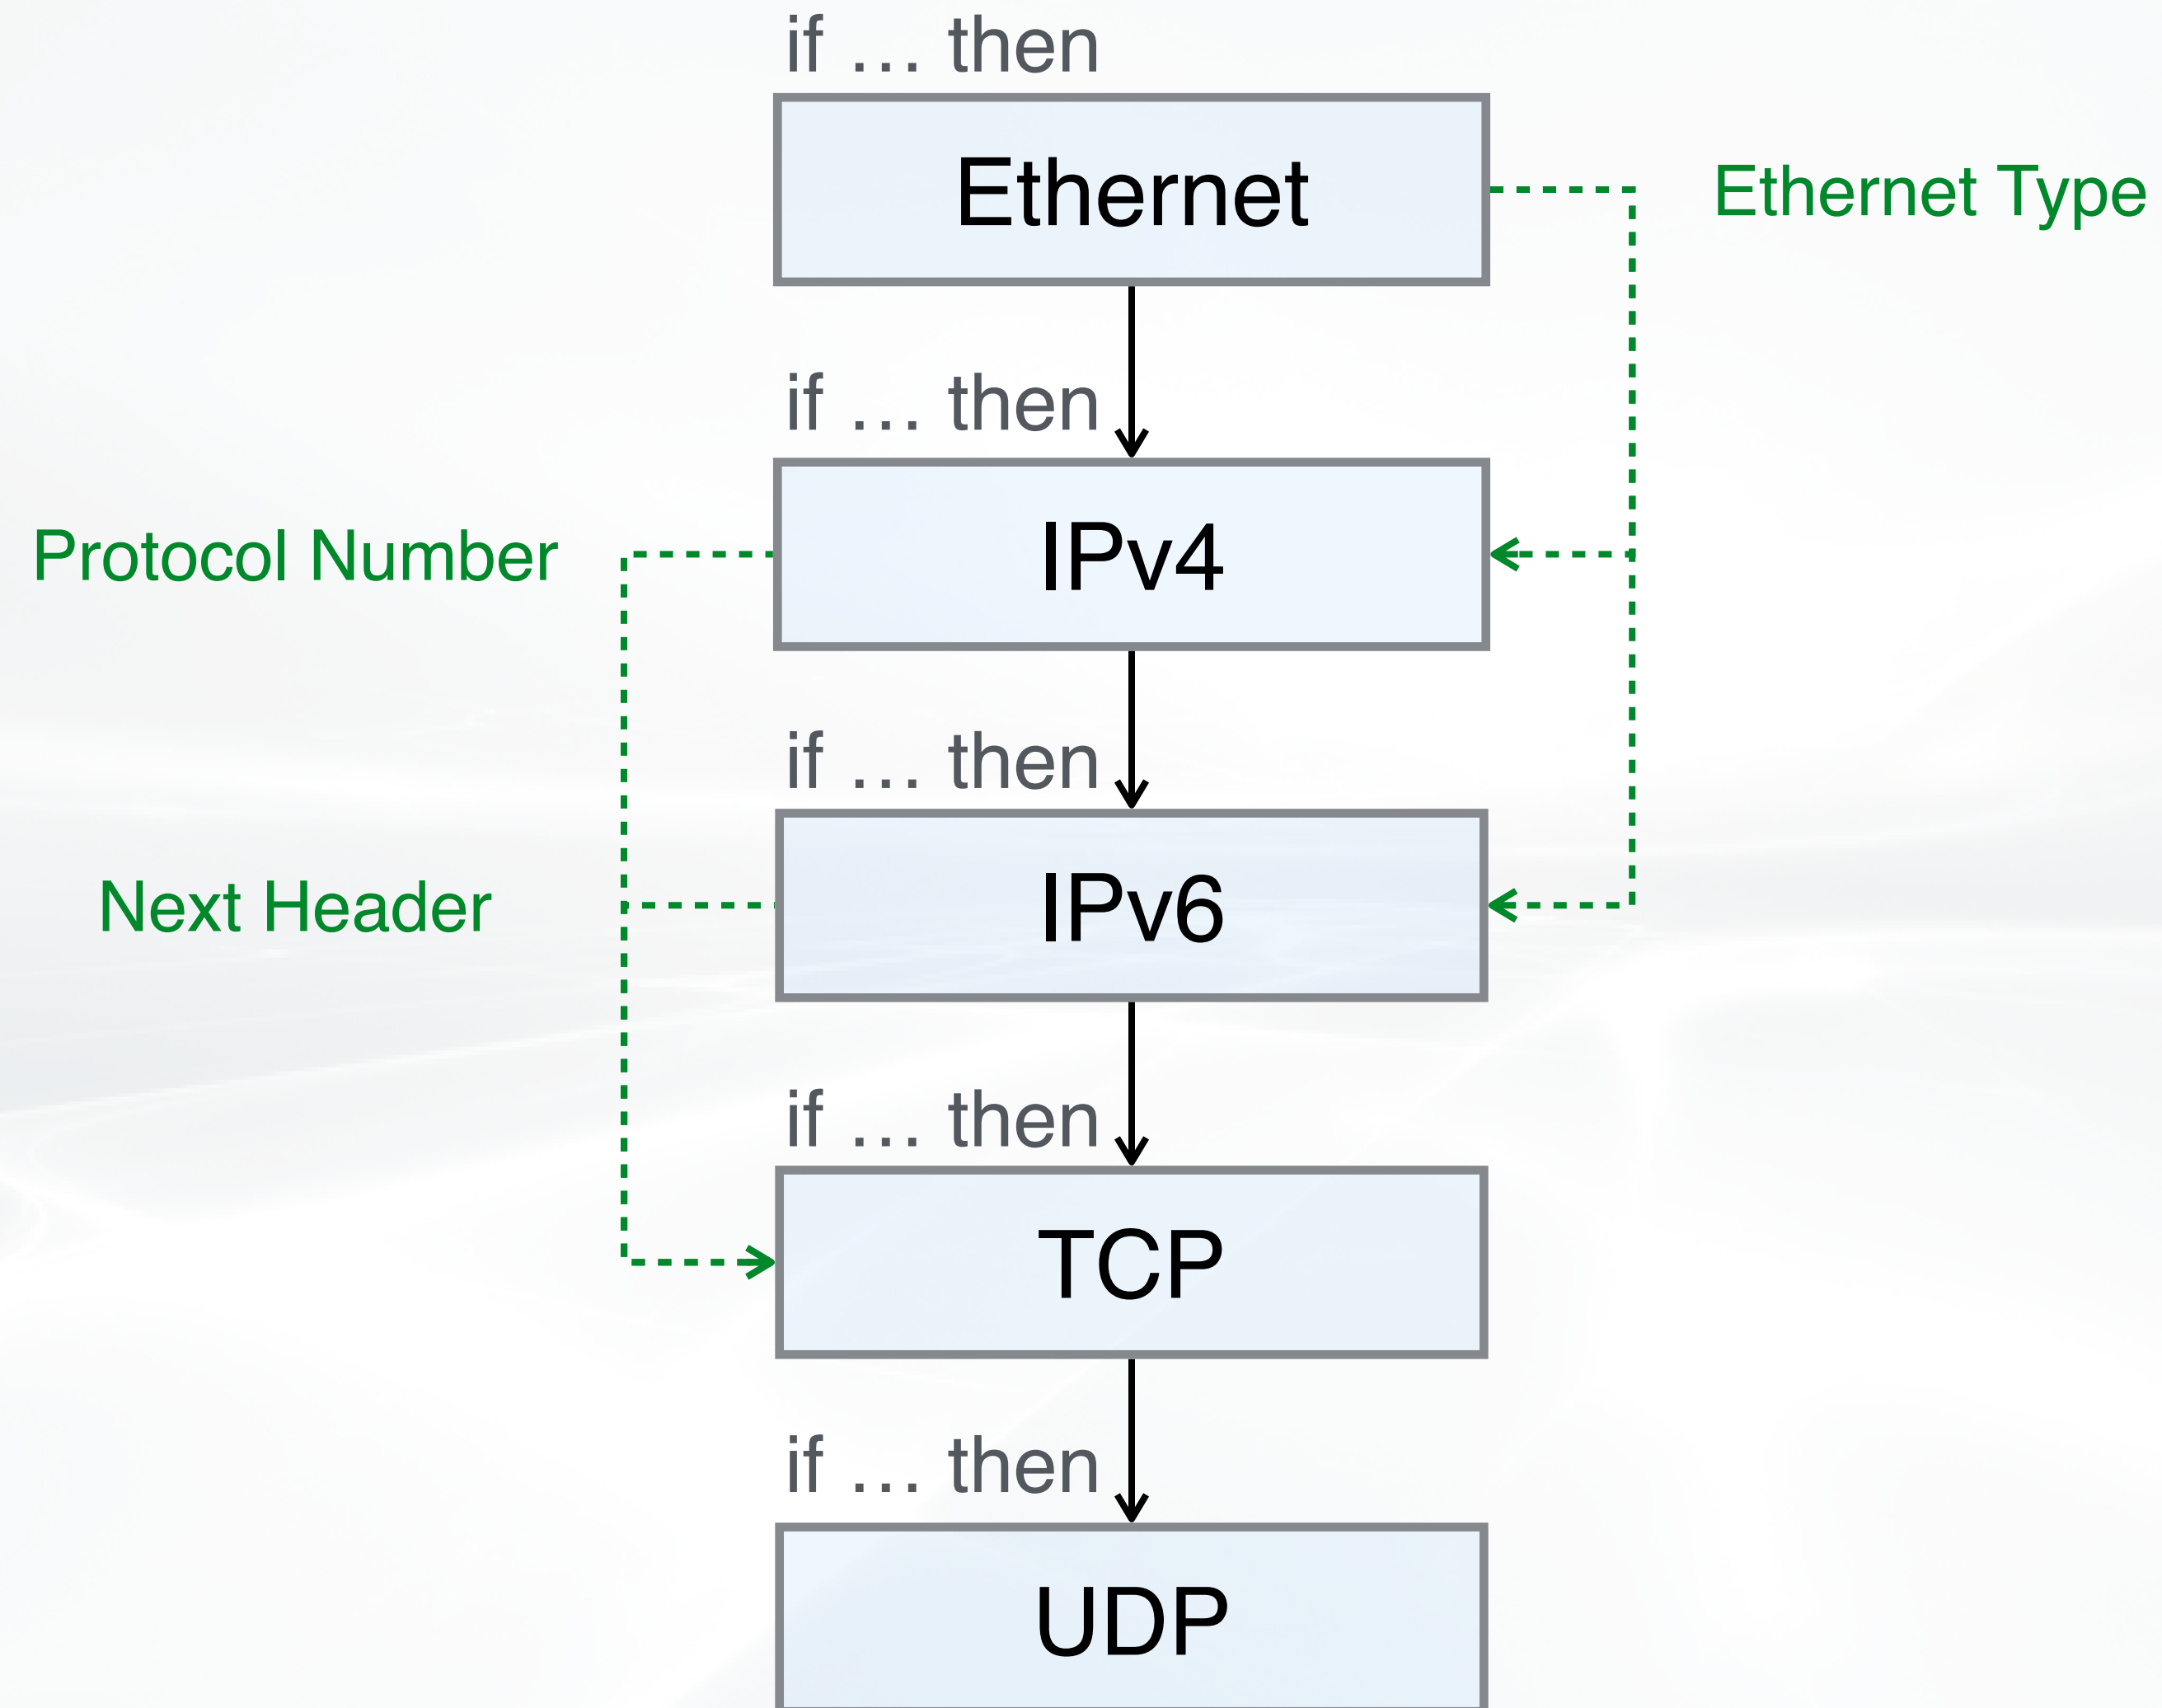 if … then
Ethernet
Ethernet Type
if … then
Protocol Number
IPv4
if … then
Next Header
IPv6
if … then
TCP
if … then
UDP